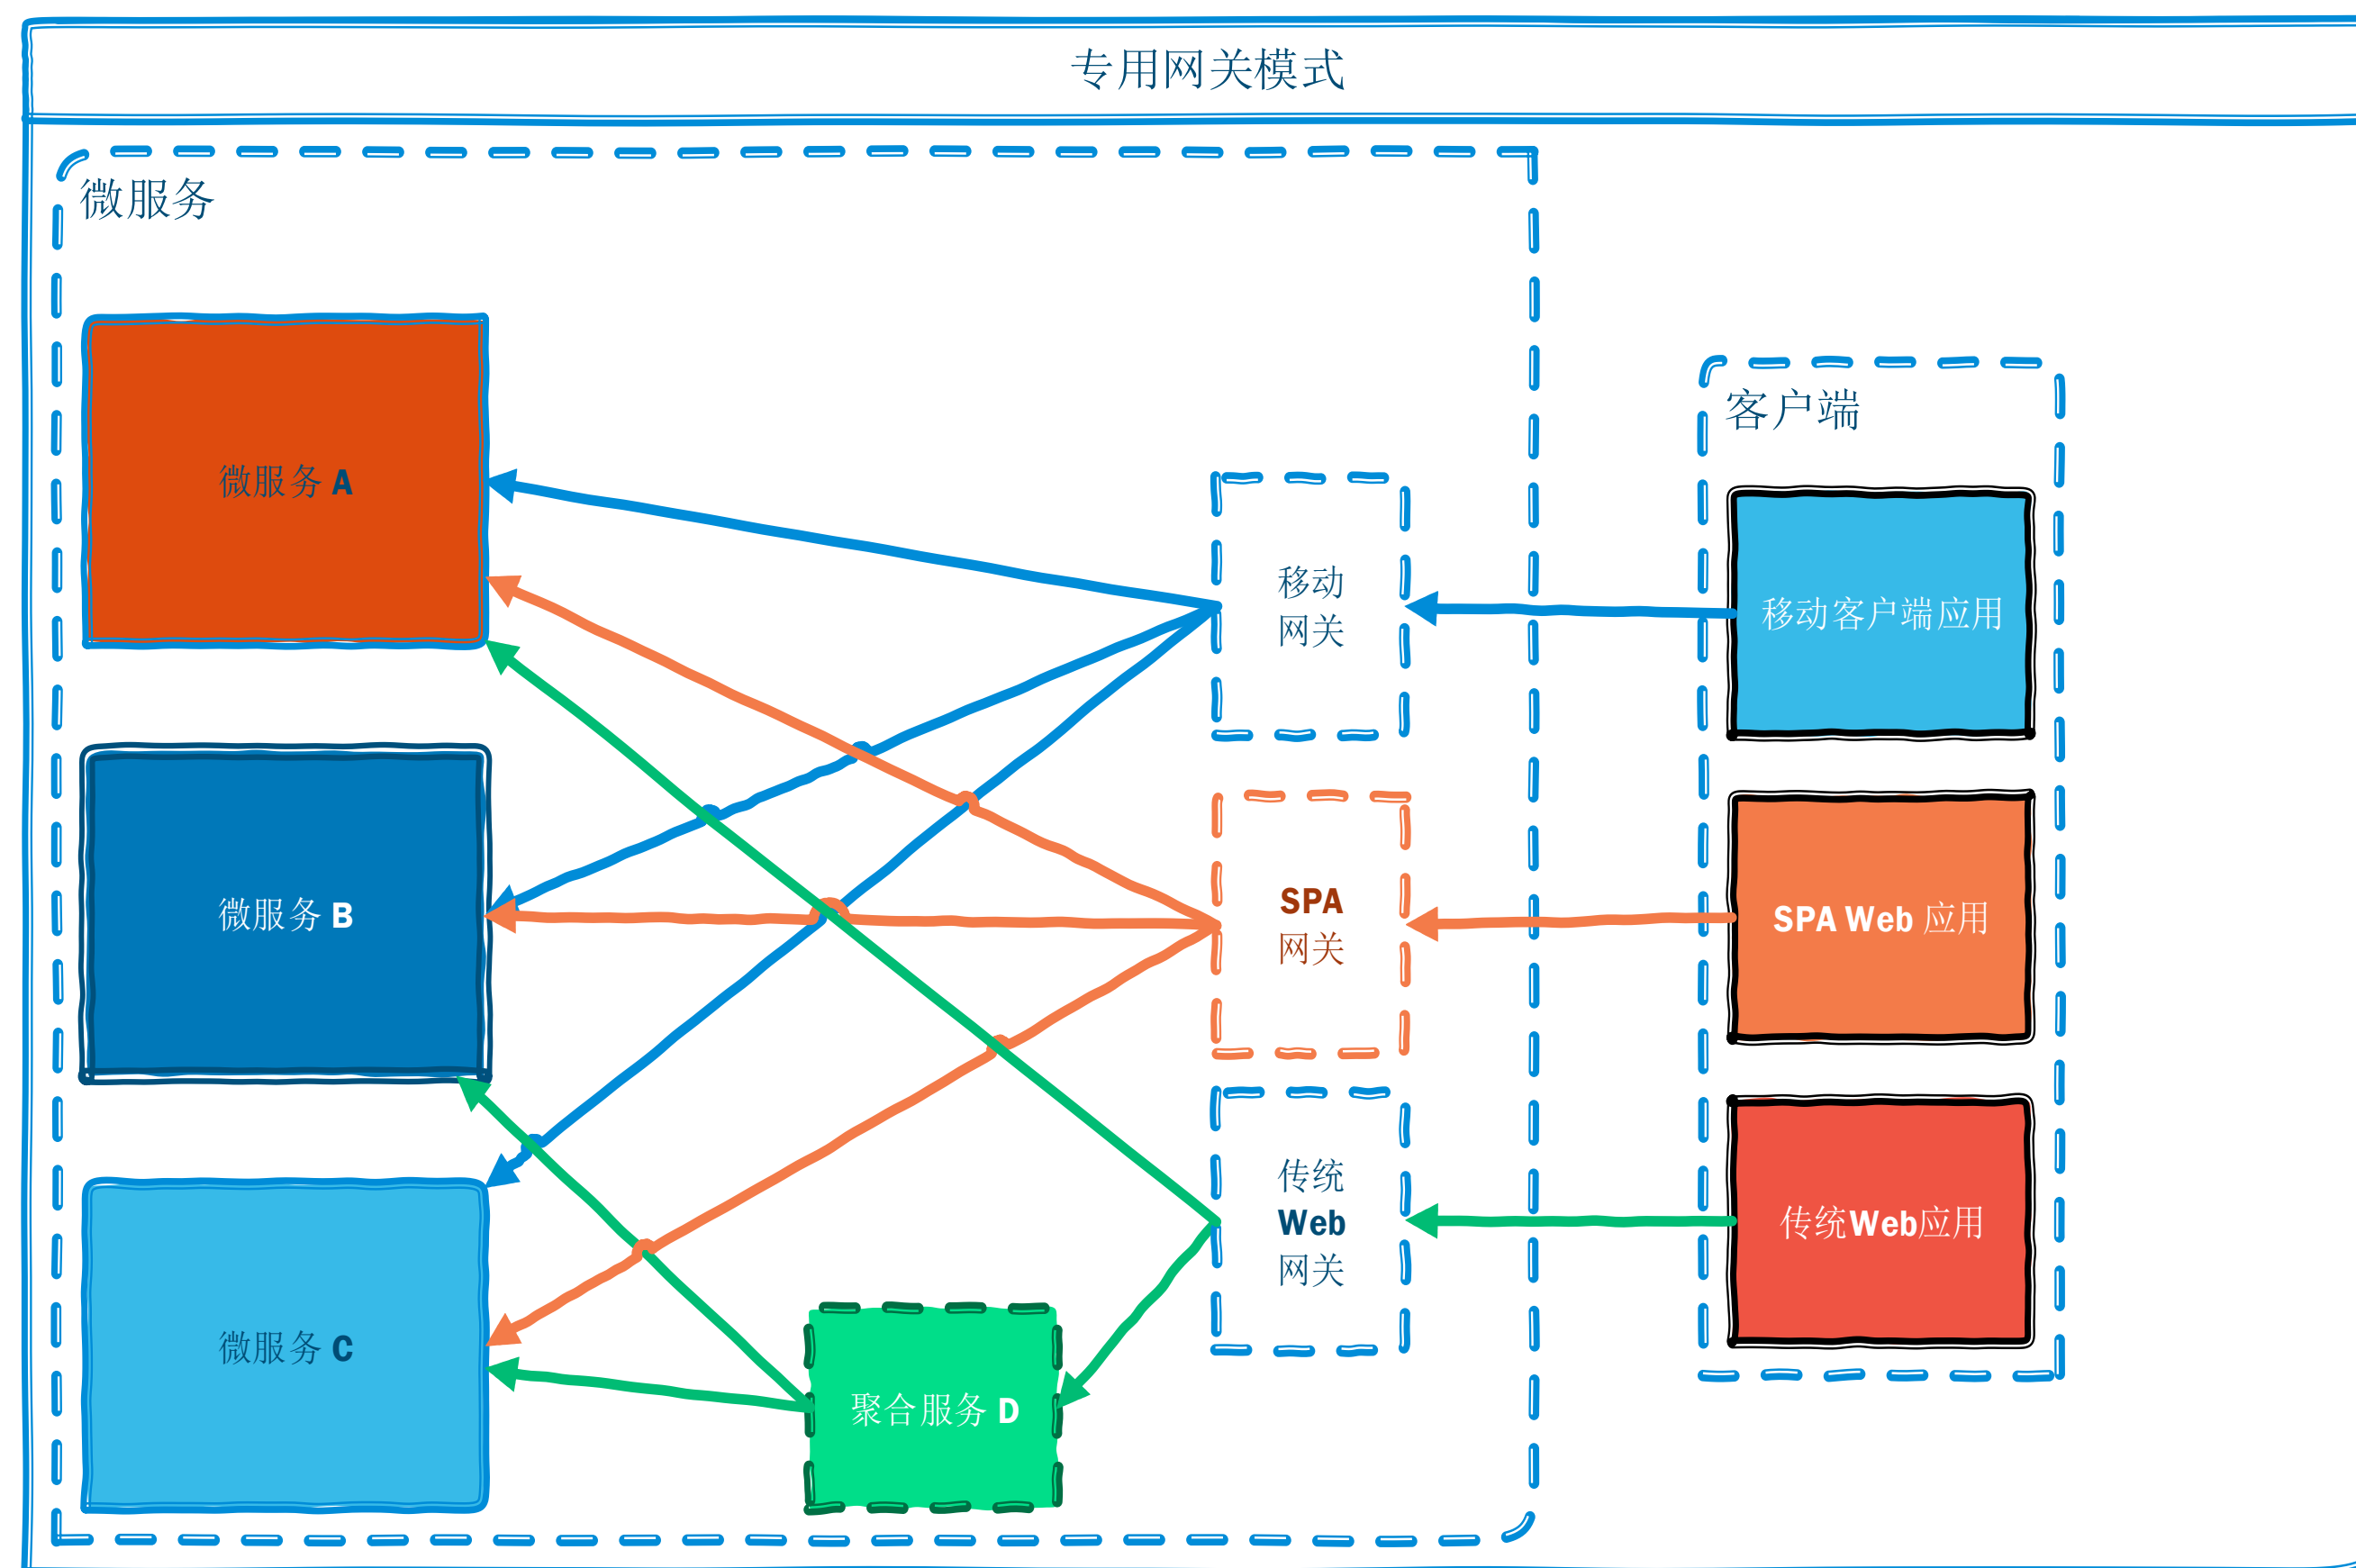 专用网关模式
微服务
客户端
微服务 A
移动
网关
移动客户端应用
微服务 B
SPA
网关
SPA Web 应用
传统
Web
网关
传统Web应用
微服务 C
聚合服务 D